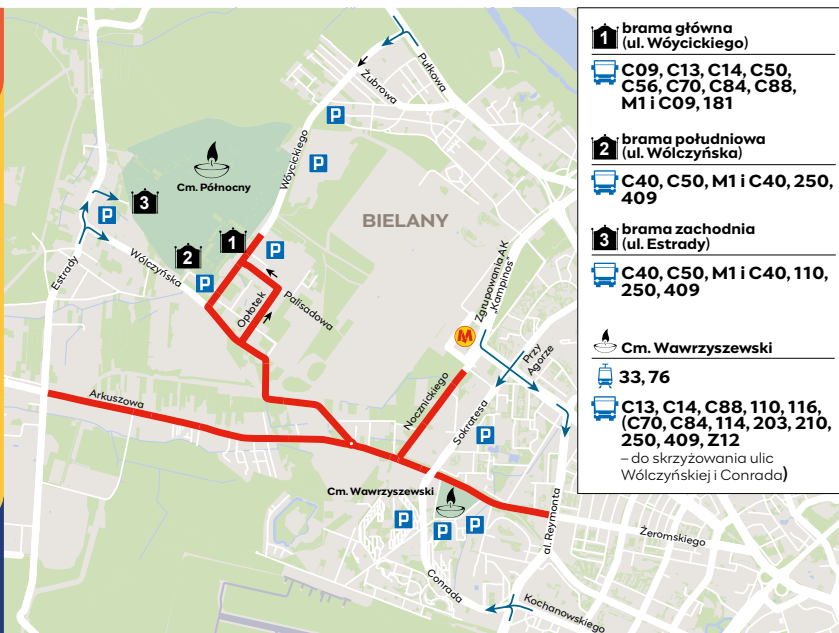 Pułkowa
Żubrowa
Wóycickiego
P
P
Cm. Północny
3
P
BIELANY
1
P
2
P
Wólczyńska
Estrady
Opłotek
Palisadowa
Zgrupowania AK
„Kampinos”
M
Przy
Agorze
Arkuszowa
Nocznickiego
Sokratesa
P
Cm. Wawrzyszewski
P
P
P
al. Reymonta
Żeromskiego
Conrada
Kochanowskiego
1 brama główna
(ul. Wóycickiego)
C09, C13, C14, C50,
C56, C70, C84, C88,
M1 i C09, 181
2 brama południowa
(ul. Wólczyńska)
C40, C50, M1 i C40, 250,
409
3 brama zachodnia
(ul. Estrady)
C40, C50, M1 i C40, 110,
250, 409
Cm. Wawrzyszewski
33, 76
C13, C14, C88, 110, 116,
(C70, C84, 114, 203, 210,
250, 409, Z12
– do skrzyżowania ulic
Wólczyńskiej i Conrada)